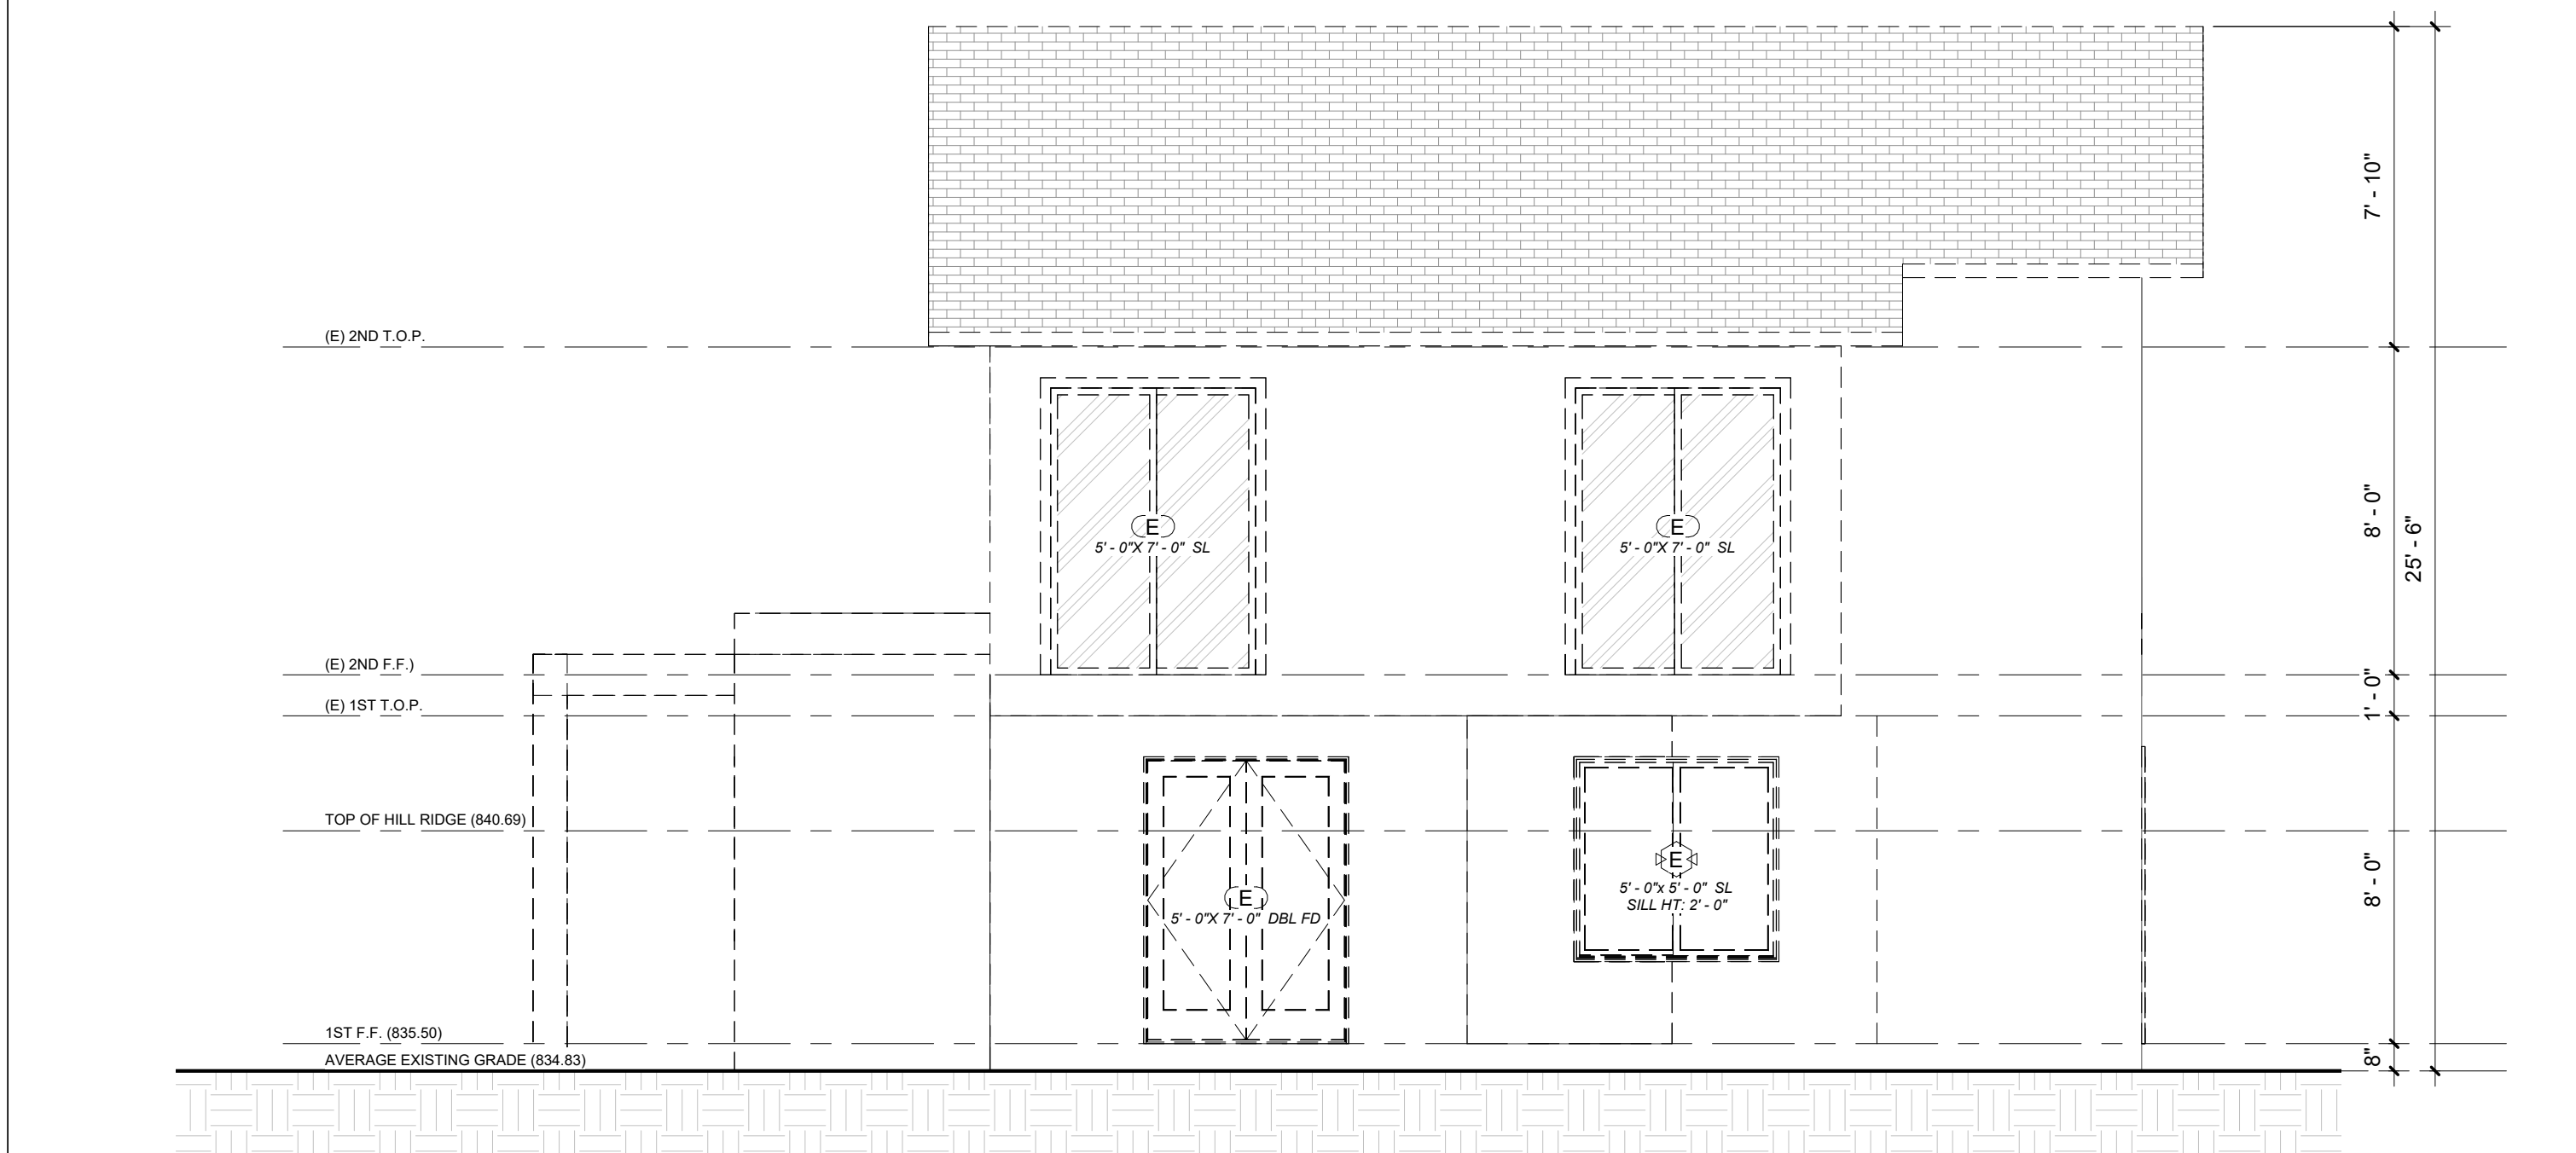 7' - 10"
(E) 2ND T.O.P.
8' - 0"
25' - 6"
E
5' - 0"X 7' - 0"  SL
E
5' - 0"X 7' - 0"  SL
(E) 2ND F.F.)
1' - 0"
(E) 1ST T.O.P.
TOP OF HILL RIDGE (840.69)
E
5' - 0"x 5' - 0"  SL
SILL HT: 2' - 0"
8' - 0"
E
5' - 0"X 7' - 0"  DBL FD
1ST F.F. (835.50)
AVERAGE EXISTING GRADE (834.83)
8"